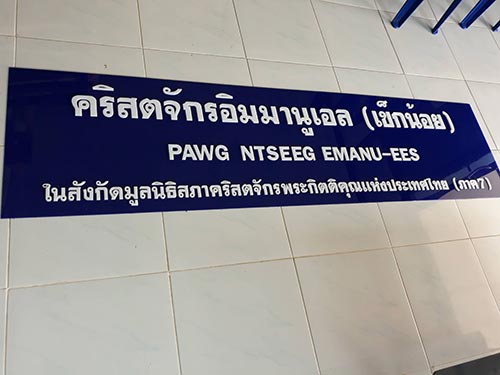 คริสตจักรอิมมานูเอล (เข็กน้อย)
PAWG NTSEEG EMANU-EES
ในสังกัดมูลนิธิสภาคริสตจักรพระกิตติคุณแห่งประเทศไทย (ภาค7)